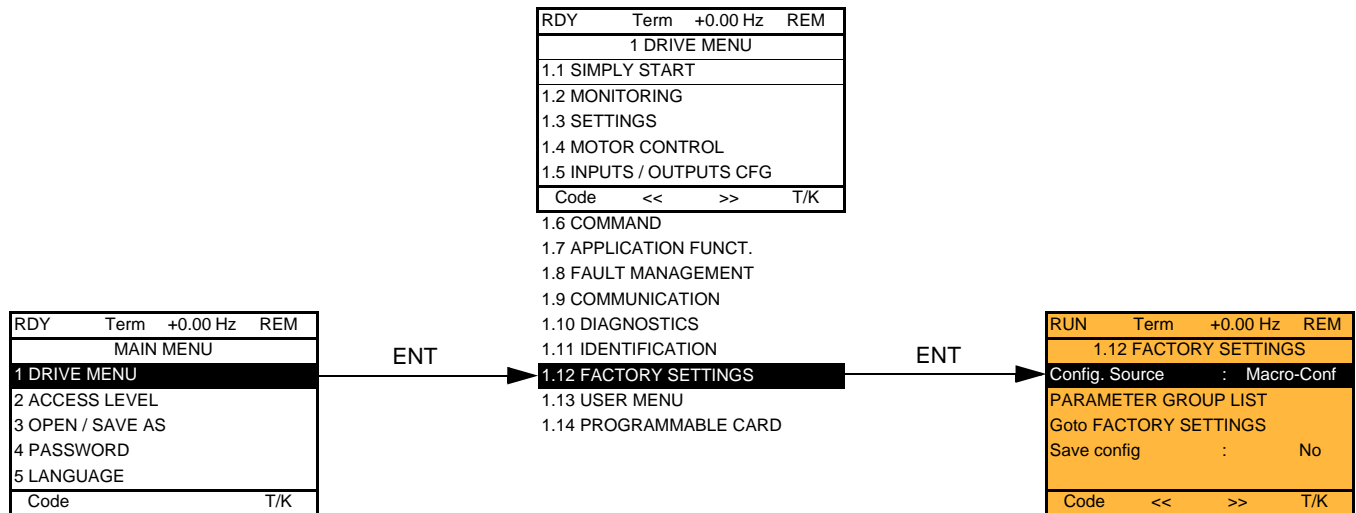 RDY Term +0.00 Hz REM
1 DRIVE MENU
1.1 SIMPLY START
1.2 MONITORING
1.3 SETTINGS
1.4 MOTOR CONTROL
1.5 INPUTS / OUTPUTS CFG
Code << >> T/K
1.6 COMMAND
1.7 APPLICATION FUNCT.
1.8 FAULT MANAGEMENT
1.9 COMMUNICATION
1.10 DIAGNOSTICS
1.11 IDENTIFICATION
1.12 FACTORY SETTINGS
1.13 USER MENU
1.14 PROGRAMMABLE CARD
RDY Term +0.00 Hz REM
MAIN MENU
1 DRIVE MENU
2 ACCESS LEVEL
3 OPEN / SAVE AS
4 PASSWORD
5 LANGUAGE
Code T/K
ENT
ENT
RUN Term +0.00 Hz REM
1.12 FACTORY SETTINGS
Config. Source : Macro-Conf
PARAMETER GROUP LIST
Goto FACTORY SETTINGS
Save config : No
Code << >> T/K